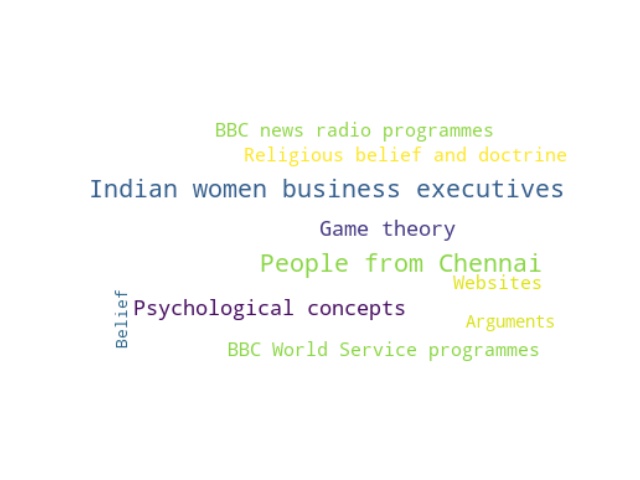 BBC news radio programmes
Religious belief and doctrine
Indian women business executives
Game theory
People from Chennai
Websites
Belief
Psychological concepts
Arguments
BBC World Service programmes